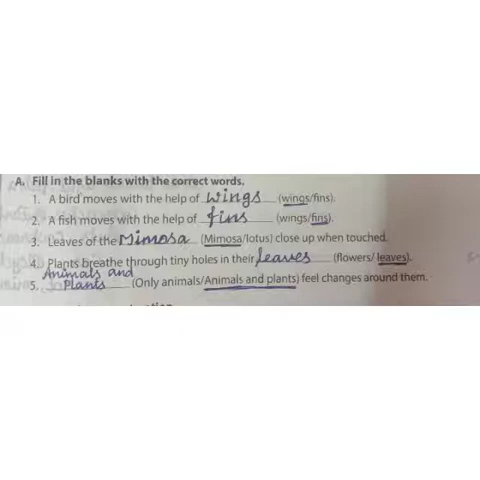 A. Fill in the blanks with the correct words.
1. A bird moves with the help of wings (wings/fins).
2. A fish moves with the help of fins (wings/fins).
3. Leaves of the Mimosa (Mimosa/lotus) close up when touched.
4. Plants breathe through tiny holes in their leaves (flowers/ leaves).
Animals and
5. Plants (Only animals/Animals and plants) feel changes around them.